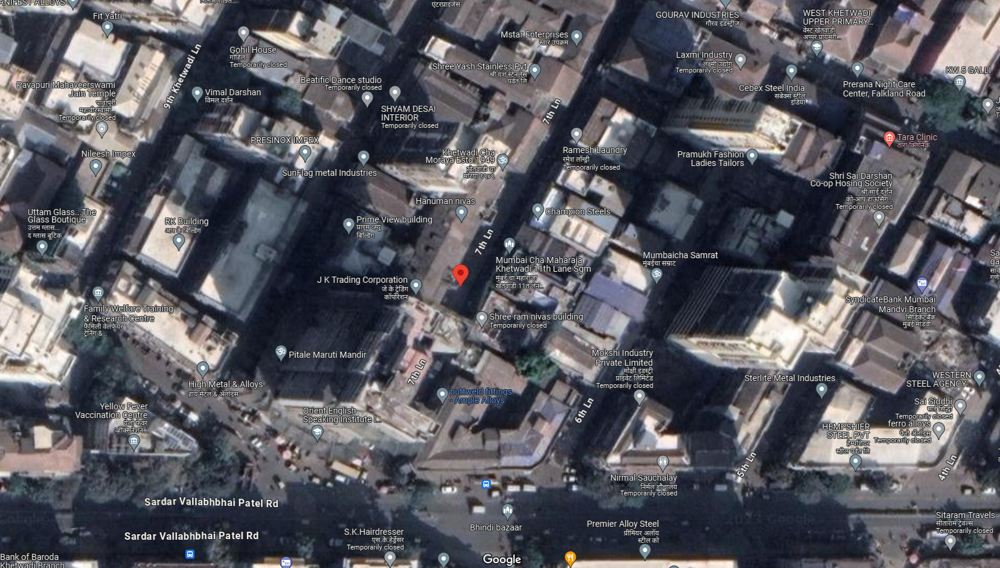 ANIFEST ALLOYS
एंटरप्राइजेस
Fit Yatri
GOURAV INDUSTRIES
गौरव इंडस्ट्रीज
WEST KHETWADI
UPPER PRIMARY...
वेस्ट खेतवाडी
अप्पर प्रायमरी...
Mstar Enterprises
स्टार उपक्रम
Gohil House
गोहिल
Temporarily closed
9th Khetwadi Ln
Laxmi Industry
लक्ष्मी उद्योग
Temporarily closed
Shree Yash Stainless Pvt
श्री यश स्टेनलेस
पर्वत लि
KW 5 GALLI
Beatific Dance studio
Temporarily closed
Pavapuri Mahaveerswami
Jain Temple
पावापुरी
महावीरस्वामी...
Temporarily closed
Vimal Darshan
विमल दर्शन
Cebex Steel India
सबेक्स स्टील
इंडिया
Prerana Night Care
Center, Falkland Road
SHYAM DESAI
INTERIOR
Temporarily closed
7th Ln
PRESINOX IMPEX
Tara Clinic
तारा क्लिनिक
Nileesh Impex
Khetwadi Cha
Moraya Estd.1949
खेतवाडी चा
मोरया १९४९
Ramesh Laundry
रमेश लॉन्ड्री
Temporarily closed
Pramukh Fashion
Ladies Tailors
SunFlag metal Industries
Shri Sai Darshan
Co-op Hosing Society
श्री साई दर्शन
को-आप हाऊसिंग...
Temporarily closed
Hanuman nivas
Uttam Glass...The
Glass Boutique
उत्तम ग्लास...
द ग्लास बूटिक
RK Building
आर के बिल्डिंग
Prime View building
प्राइम व्ह्यू
बिल्डिंग
Champion Steels
7th Ln
Mumbai Cha Maharaja
Khetwadi 11th Lane Sgm
मुंबई चा महाराजा
खेतवाडी 11त लेन...
Mumbaicha Samrat
मुंबईचा सम्राट
J K Trading Corporation
जे के ट्रेडिंग
कॉर्पोरेशन
SyndicateBank Mumbai
Mandvi Branch
सिंडिकेटबँक
मुंबई मांडवी...
Family Welfare Training
& Research Centre
फॅमिली वेलफेयर
ट्रेनिंग &...
Shree ram nivas building
Temporarily closed
Pitale Maruti Mandir
Mokshi Industry
Private Limited
मोक्षी इंडस्ट्री
प्राइवेट लिमिटेड
Temporarily closed
7th Ln
Sterlite Metal Industries
WESTERN
STEEL AGENCY...
High Metal & Alloys
हाय मेटल & अ‍ॅलॉइस
buttweld fittings
- Ample Alloys
6th Ln
Yellow Fever
Vaccination Centre
येलो फेवर
व्हॅक्सिनेशन...
Orient English
Speaking Institute I...
Sai Siddhi
साई सिद्धी
Temporarily closed
ferro alloys
फेरो अ‍ॅलॉइस
Temporarily closed
HEMPSHIER
STEEL PVT
हेम्पशियर
स्टील पर्वत लि
5th Ln
4th Ln
Nirmal Sauchalay
निर्मल शौचालय
Temporarily closed
Sardar Vallabhbhai Patel Rd
Bhindi bazaar
Sitaram Travels
सीताराम ट्रेवल्स
Temporarily closed
Premier Alloy Steel
प्रीमियर अलॉय
स्टील को
Sardar Vallabhbhai Patel Rd
S.K.Hairdresser
एस.के.हेर्ड्रेसर
Temporarily closed
Bank of Baroda
Khetwadi Branch
Google